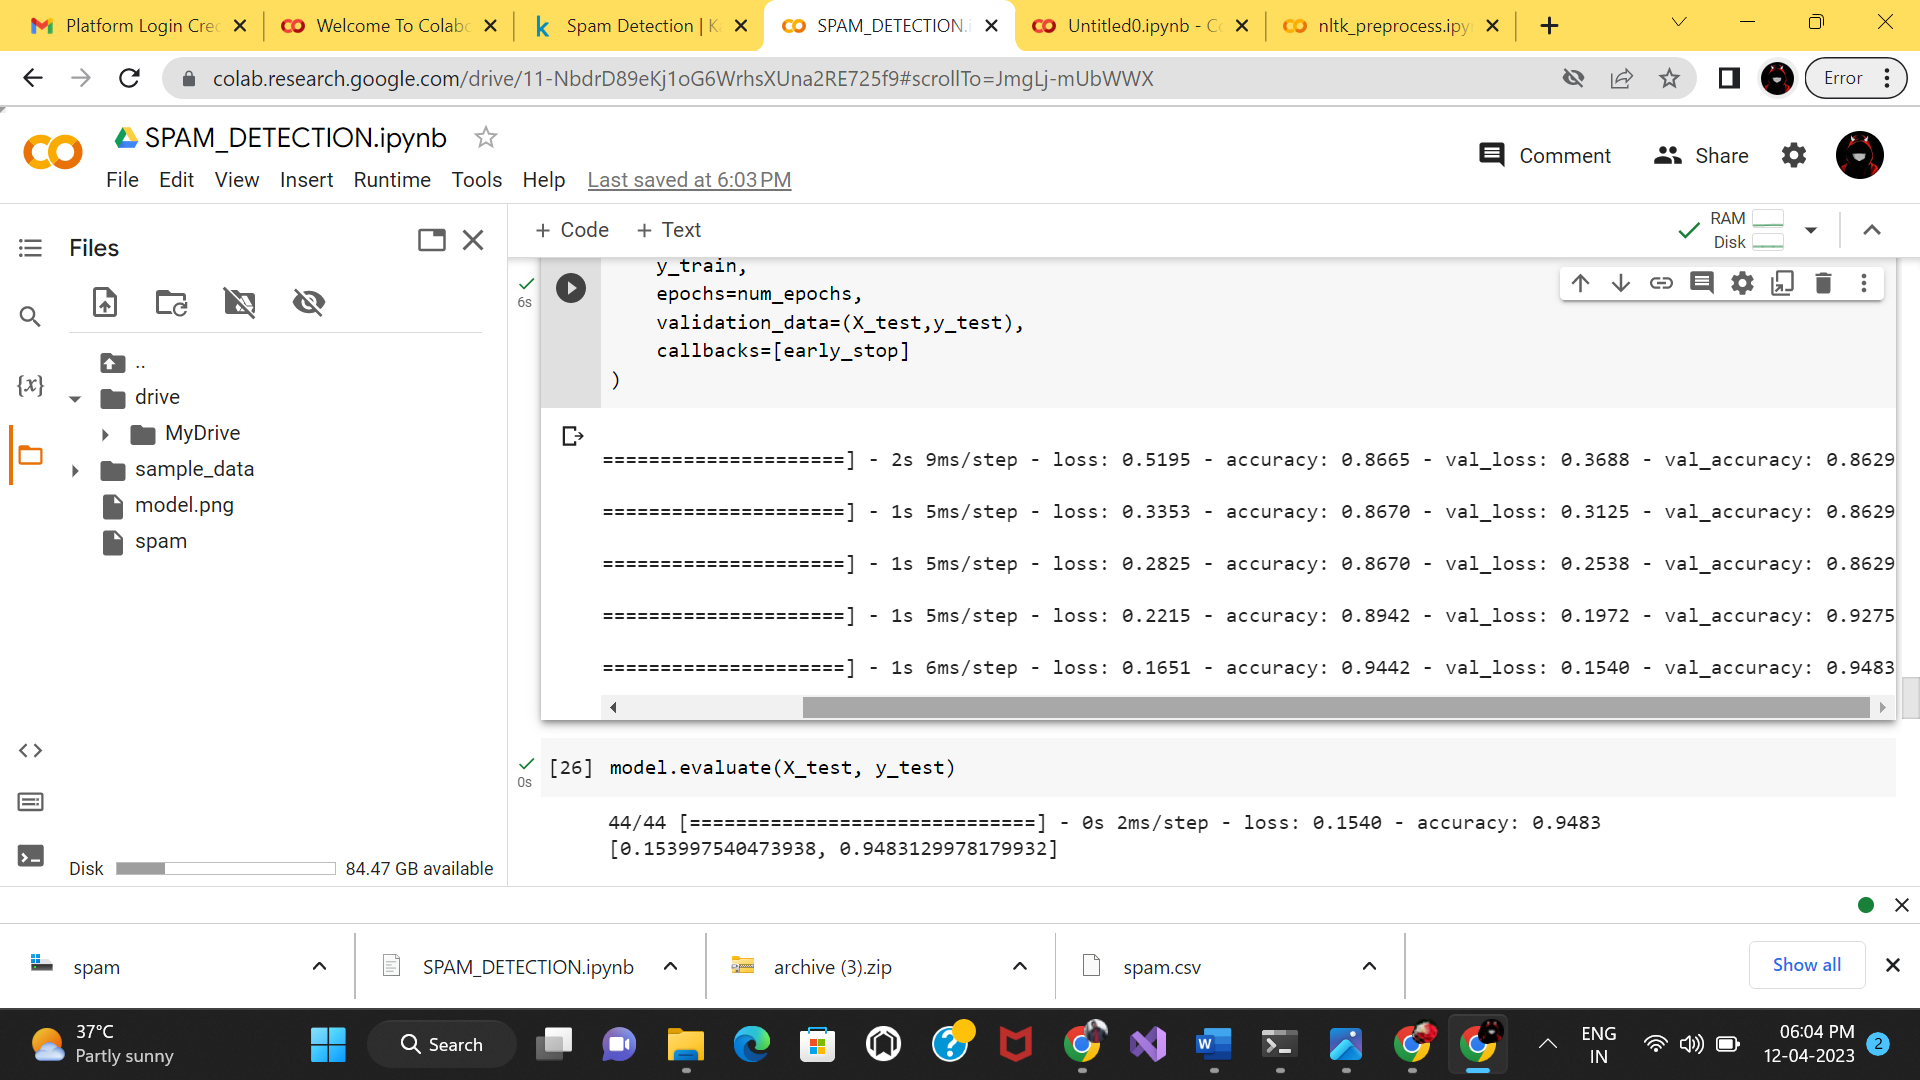 Platform Login Cre
Welcome To Colab
Spam Detection | K
SPAM_DETECTION.i
Untitled0.ipynb - C
nltk_preprocess.ipy
colab.research.google.com/drive/11-NbdrD89eKj1oG6WrhsXUna2RE725f9#scrollTo=JmgLj-mUbWWX
Error
SPAM_DETECTION.ipynb
Comment
Share
File Edit View Insert Runtime Tools Help Last saved at 6:03 PM
Files
+ Code + Text
RAM
Disk
{x}
..
drive
MyDrive
sample_data
model.png
spam
Disk 84.47 GB available
6s
y_train,
epochs=num_epochs,
validation_data=(X_test,y_test),
callbacks=[early_stop]
)
=====================] - 2s 9ms/step - loss: 0.5195 - accuracy: 0.8665 - val_loss: 0.3688 - val_accuracy: 0.8629
=====================] - 1s 5ms/step - loss: 0.3353 - accuracy: 0.8670 - val_loss: 0.3125 - val_accuracy: 0.8629
=====================] - 1s 5ms/step - loss: 0.2825 - accuracy: 0.8670 - val_loss: 0.2538 - val_accuracy: 0.8629
=====================] - 1s 5ms/step - loss: 0.2215 - accuracy: 0.8942 - val_loss: 0.1972 - val_accuracy: 0.9275
=====================] - 1s 6ms/step - loss: 0.1651 - accuracy: 0.9442 - val_loss: 0.1540 - val_accuracy: 0.9483
0s
[26] model.evaluate(X_test, y_test)
44/44 [==============================] - 0s 2ms/step - loss: 0.1540 - accuracy: 0.9483
[0.153997540473938, 0.9483129978179932]
spam
SPAM_DETECTION.ipynb
archive (3).zip
spam.csv
Show all
37°C
Partly sunny
Search
ENG
IN
06:04 PM
12-04-2023
2